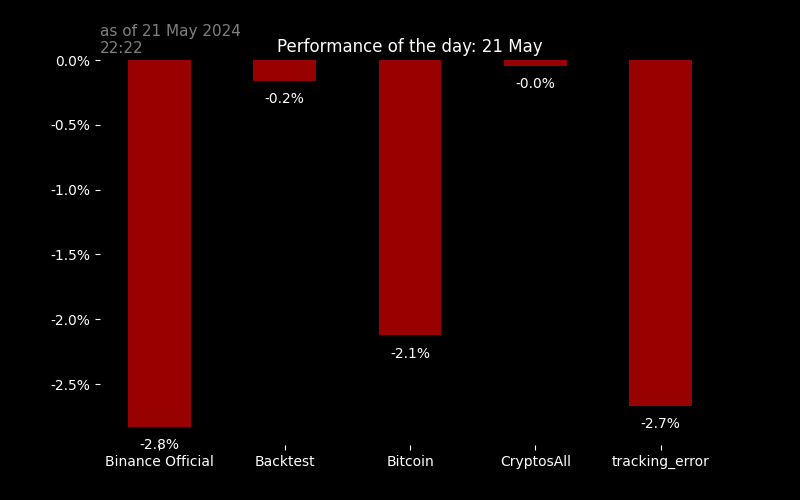 as of 21 May 2024
22:22
Performance of the day: 21 May
0.0%
-0.5%
-1.0%
-1.5%
-2.0%
-2.5%
-2.8%
-0.2%
-2.1%
-0.0%
-2.7%
Binance Official
Backtest
Bitcoin
CryptosAll
tracking_error